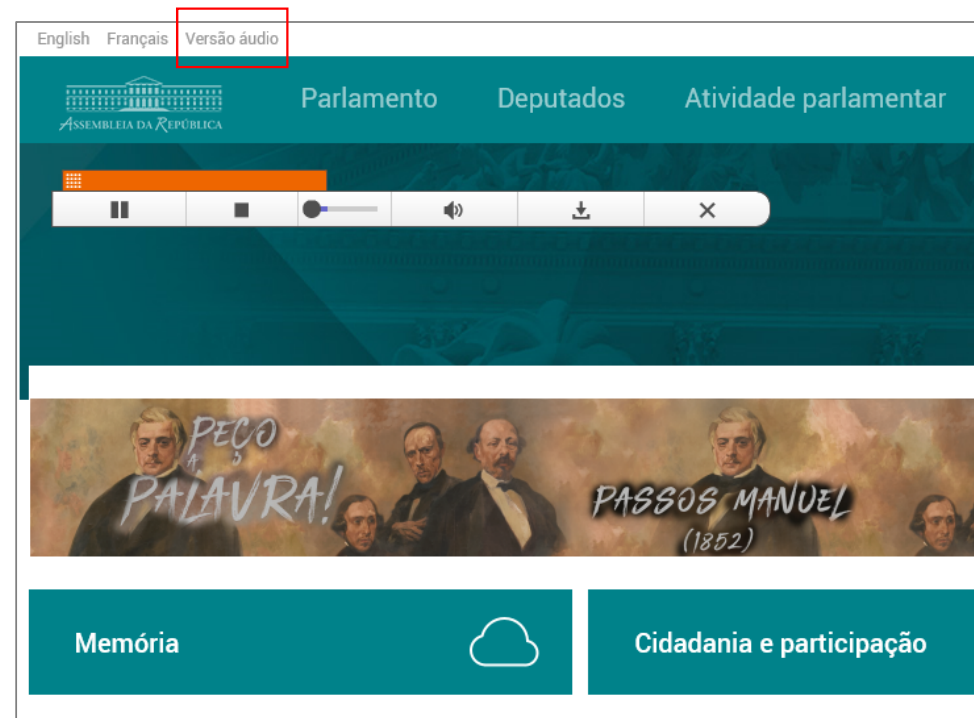 English Français Versão áudio
ASSEMBLEIA DA REPÚBLICA
Parlamento Deputados Atividade parlamentar
PEÇO
A
PALAVRA!
PASSOS MANUEL
(1852)
Memória
Cidadania e participação